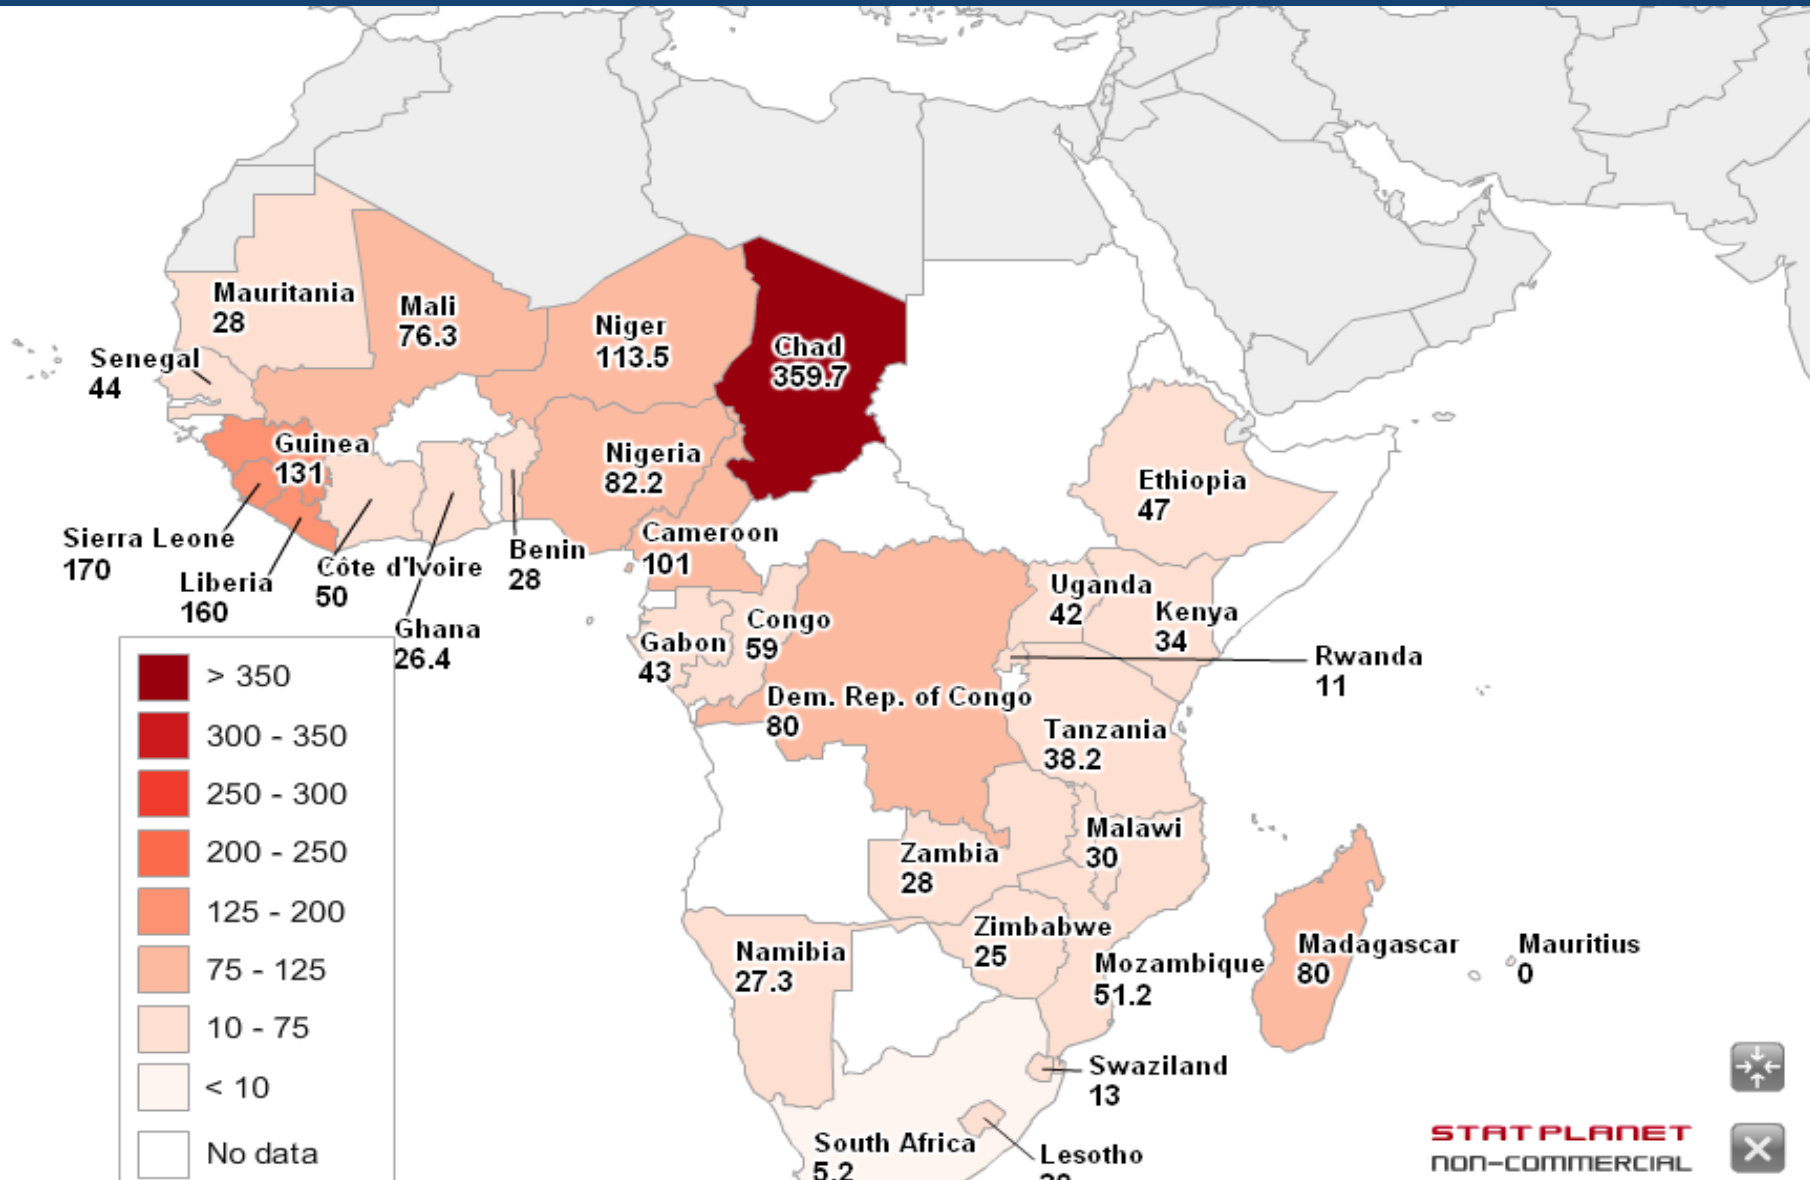 Mauritania
28
Mali
76.3
Niger
113.5
Chad
359.7
Senegal
44
Guinea
131
Nigeria
82.2
Ethiopia
47
Sierra Leone
170
Liberia
160
Côte d'Ivoire
50
Benin
28
Cameroon
101
Ghana
26.4
Gabon
43
Congo
59
Uganda
42
Kenya
34
Rwanda
11
Dem. Rep. of Congo
80
Tanzania
38.2
Malawi
30
Zambia
28
Zimbabwe
25
Namibia
27.3
Mozambique
51.2
Madagascar
80
Mauritius
0
Swaziland
13
South Africa
5.2
Lesotho
> 350
300 - 350
250 - 300
200 - 250
125 - 200
75 - 125
10 - 75
< 10
No data
STAT PLANET
NON-COMMERCIAL